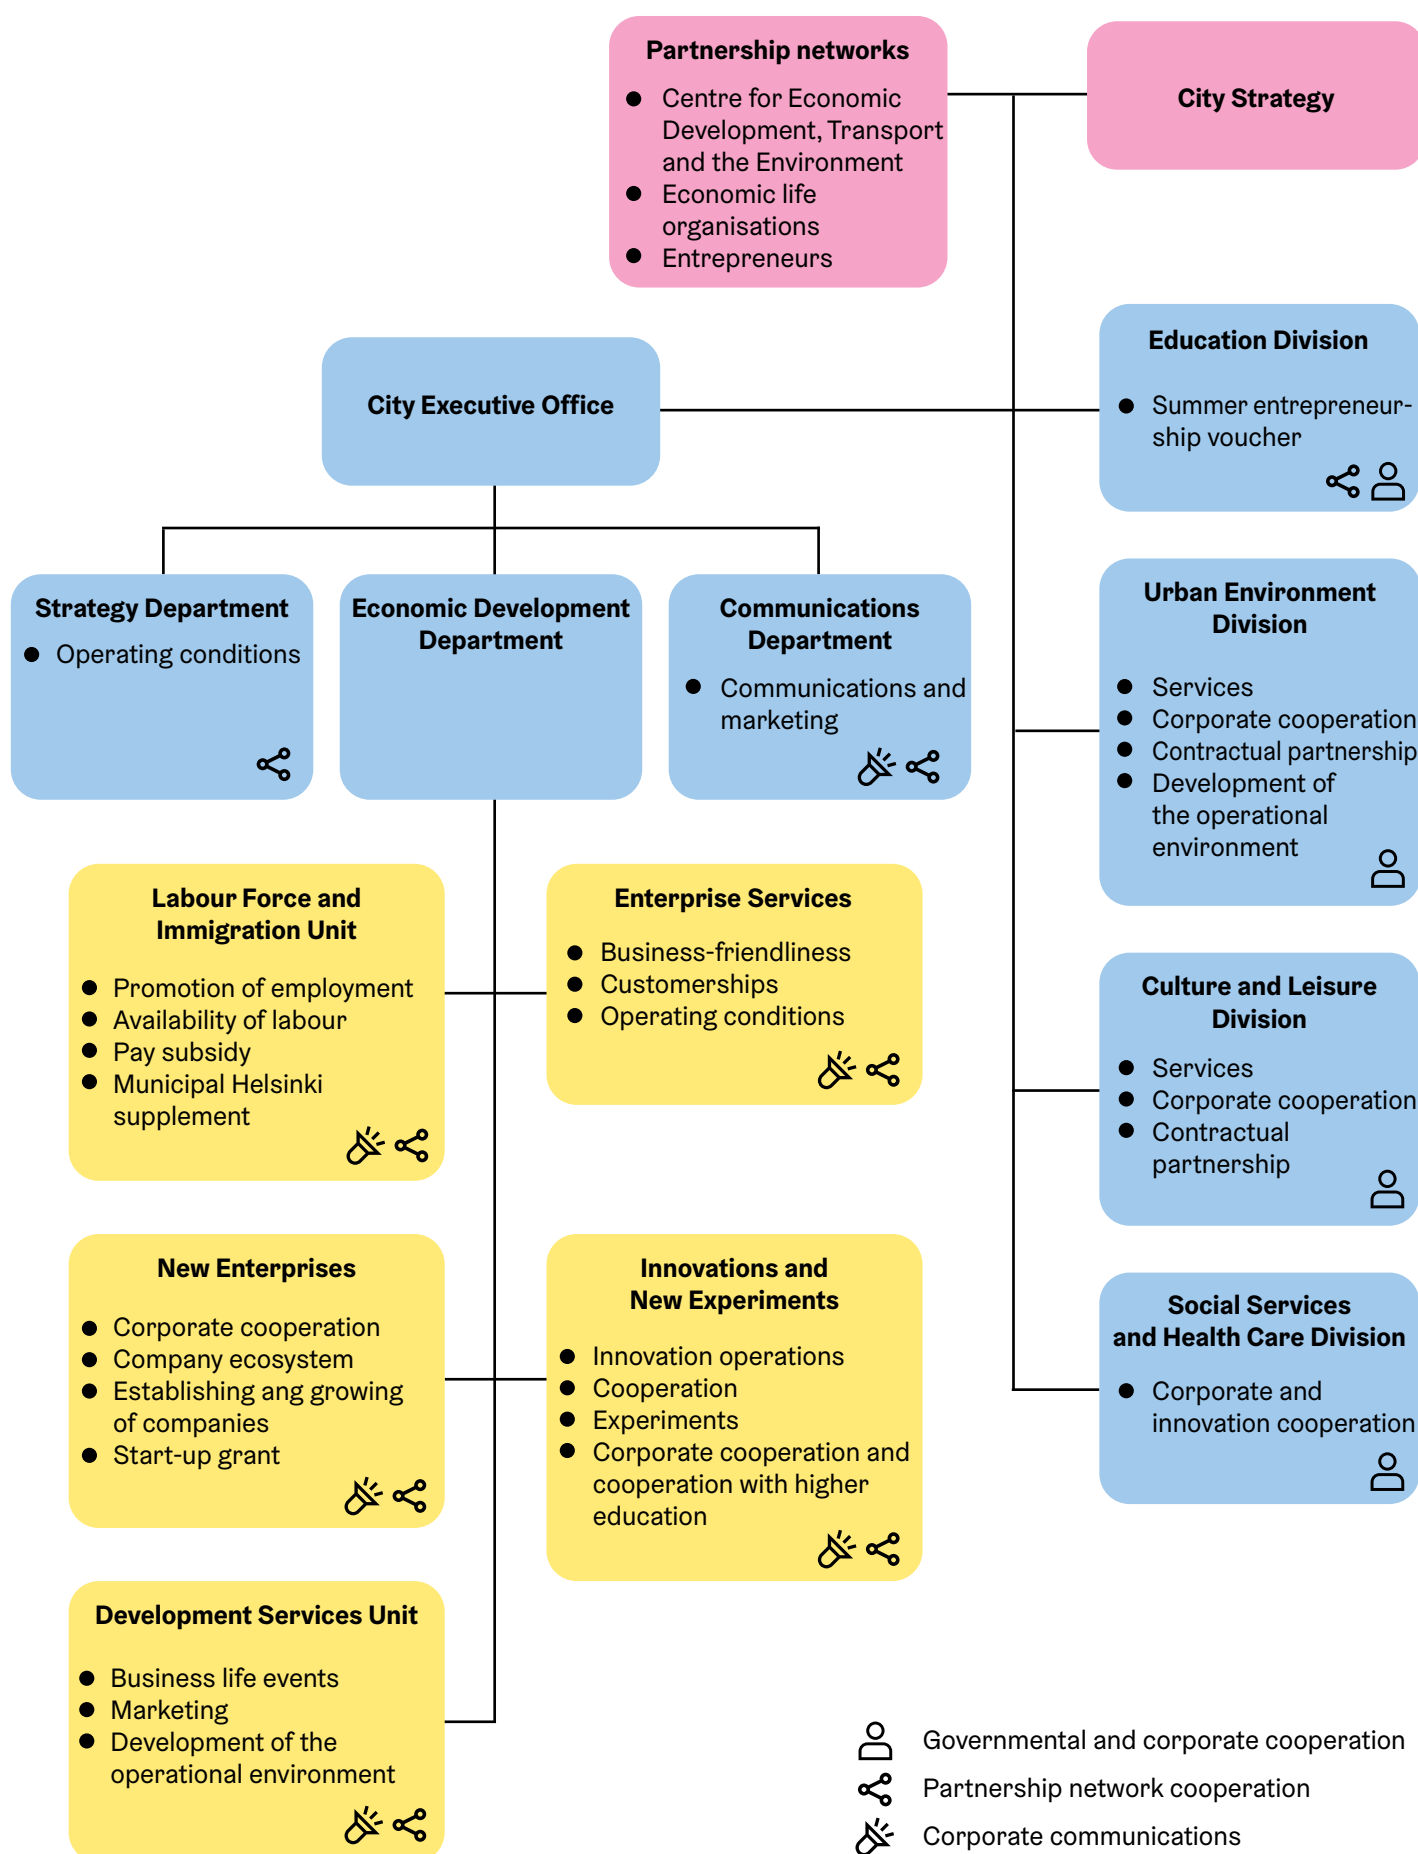 Partnership networks
Centre for Economic
Development, Transport
and the Environment
Economic life
organisations
Entrepreneurs
City Strategy
City Executive Office
Education Division
Summer entrepreneur-
ship voucher
Strategy Department
Operating conditions
Economic Development
Department
Communications
Department
Communications and
marketing
Urban Environment
Division
Services
Corporate cooperation
Contractual partnership
Development of
the operational
environment
Labour Force and
Immigration Unit
Promotion of employment
Availability of labour
Pay subsidy
Municipal Helsinki
supplement
Enterprise Services
Business-friendliness
Customerships
Operating conditions
Culture and Leisure
Division
Services
Corporate cooperation
Contractual
partnership
New Enterprises
Corporate cooperation
Company ecosystem
Establishing ang growing
of companies
Start-up grant
Innovations and
New Experiments
Innovation operations
Cooperation
Experiments
Corporate cooperation and
cooperation with higher
education
Social Services
and Health Care Division
Corporate and
innovation cooperation
Development Services Unit
Business life events
Marketing
Development of the
operational environment
Governmental and corporate cooperation
Partnership network cooperation
Corporate communications